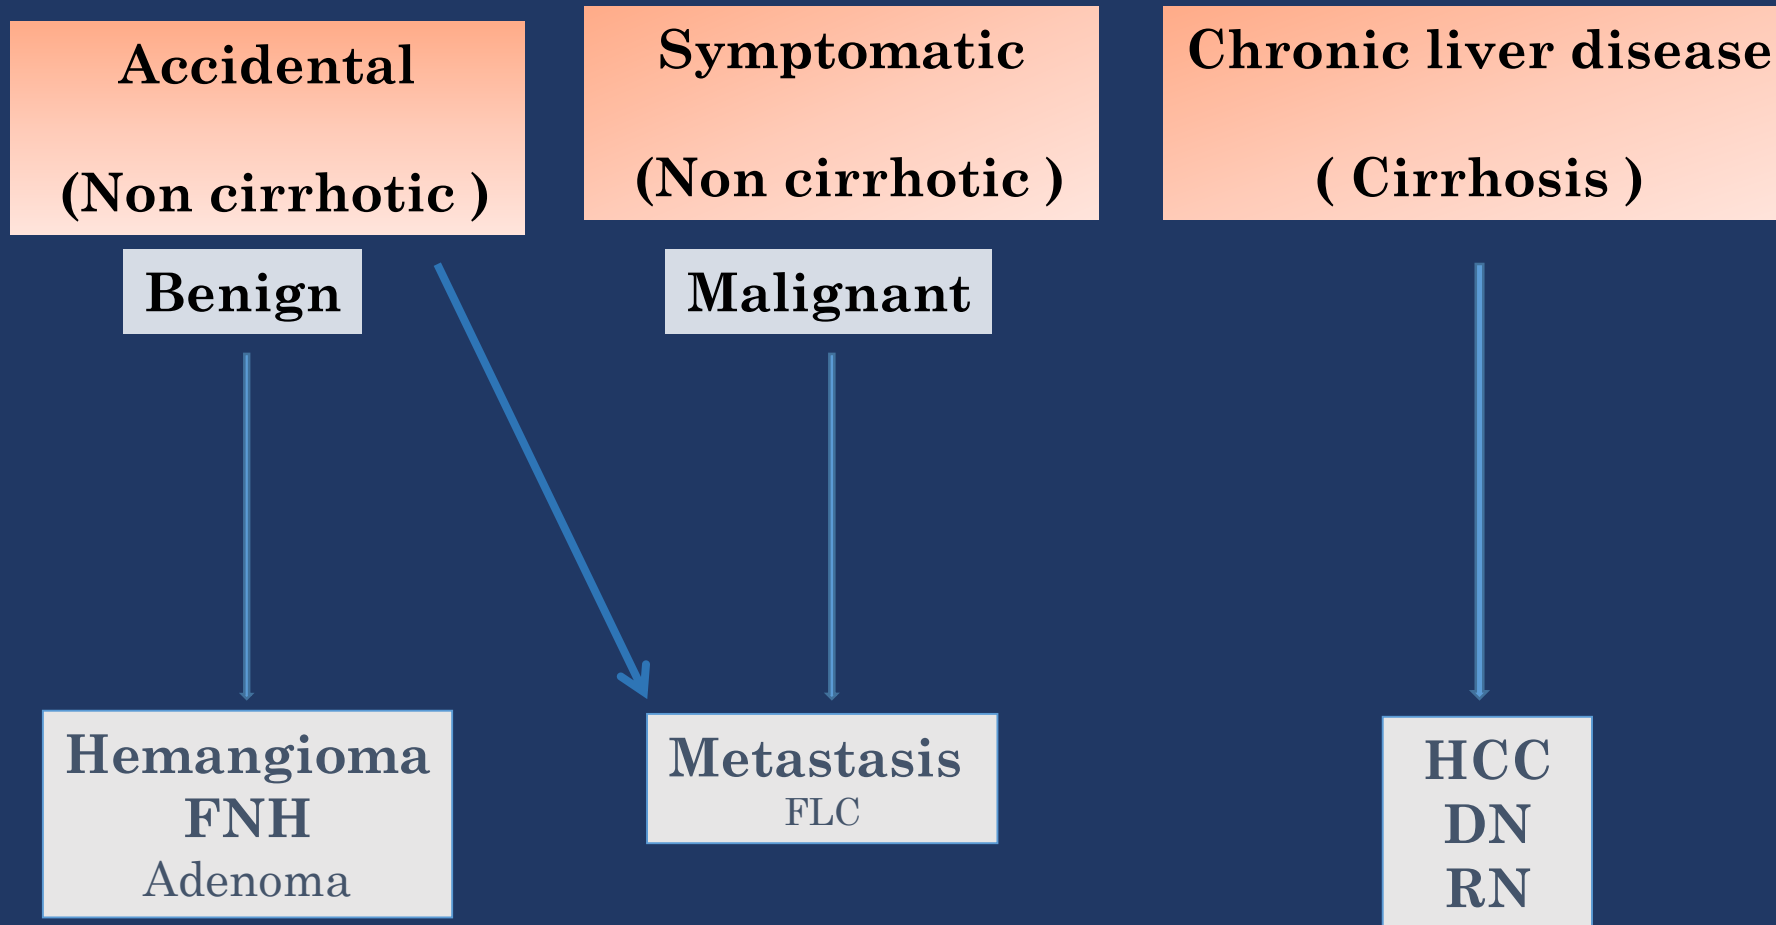 Accidental
(Non cirrhotic )
Symptomatic
(Non cirrhotic )
Chronic liver disease
( Cirrhosis )
Benign
Malignant
Hemangioma
FNH
Adenoma
Metastasis
FLC
HCC
DN
RN